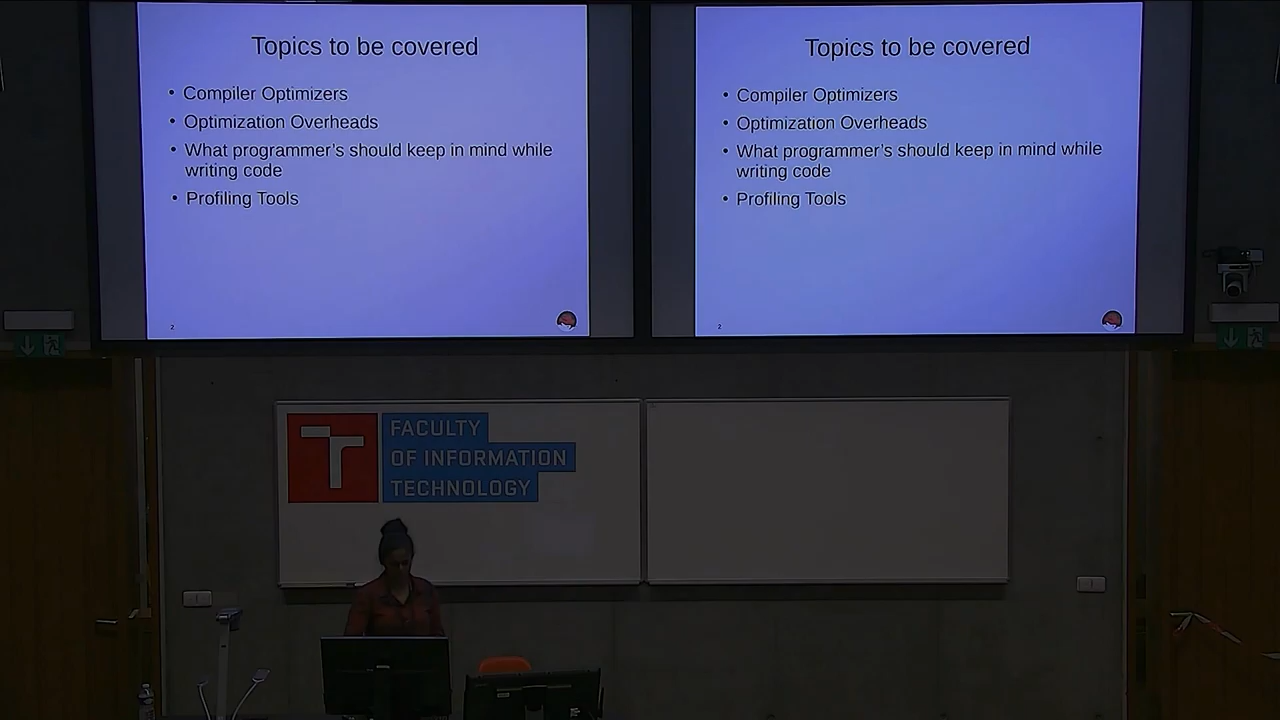 Topics to be covered
• Compiler Optimizers
• Optimization Overheads
• What programmer's should keep in mind while
writing code
• Profiling Tools
2
Topics to be covered
• Compiler Optimizers
• Optimization Overheads
• What programmer's should keep in mind while
writing code
• Profiling Tools
2
FACULTY
OF INFORMATION
TECHNOLOGY